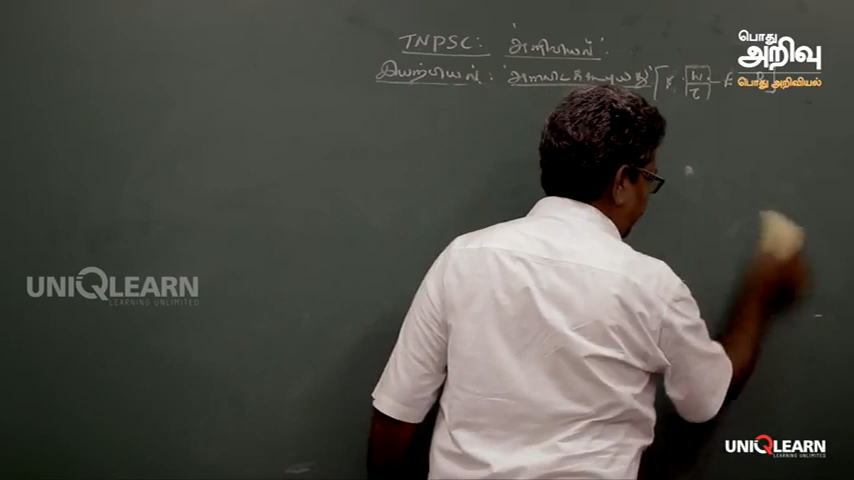 TNPSC: 'அறிவியல்'.
இயற்பியல்:
பொது
அறிவு
பொது அறிவியல்
UNIQLEARN
LEARNING UNLIMITED
UNIQLEARN
LEARNING UNLIMITED